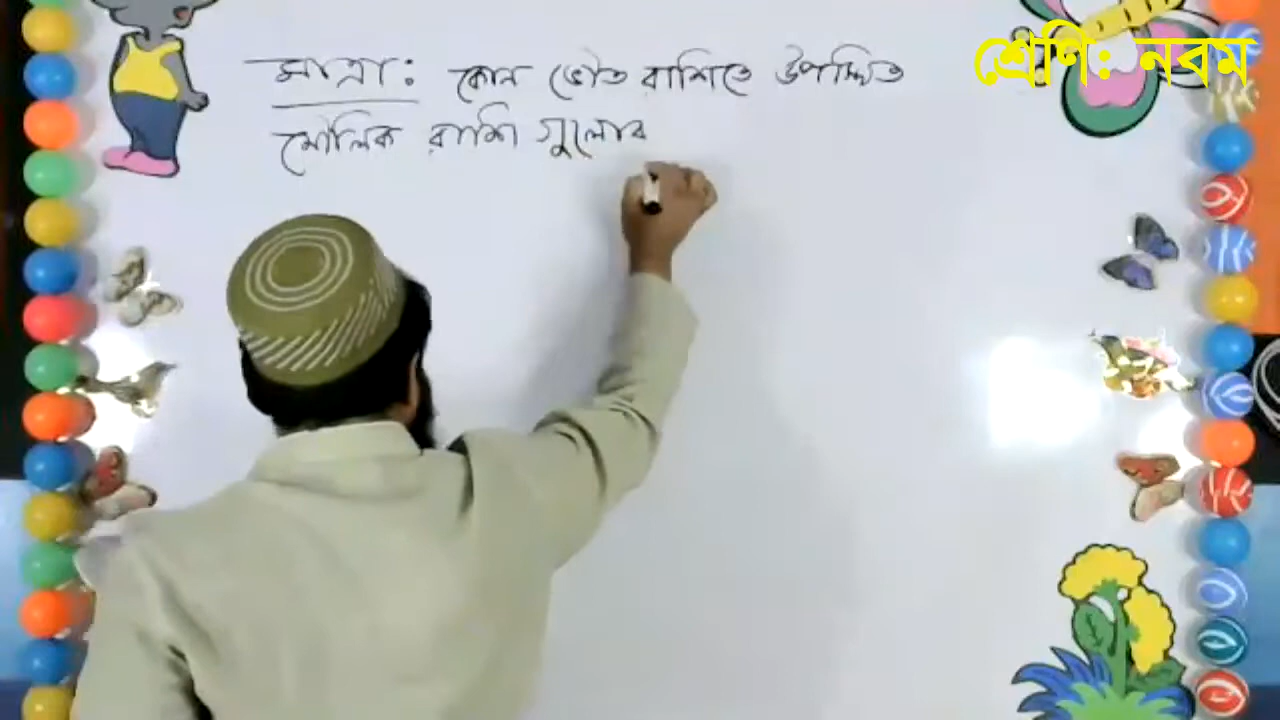 শ্রেণি: নবম
মাত্রা: কোন ভৌত রাশিতে উপস্থিত
মৌলিক রাশি গুলোর